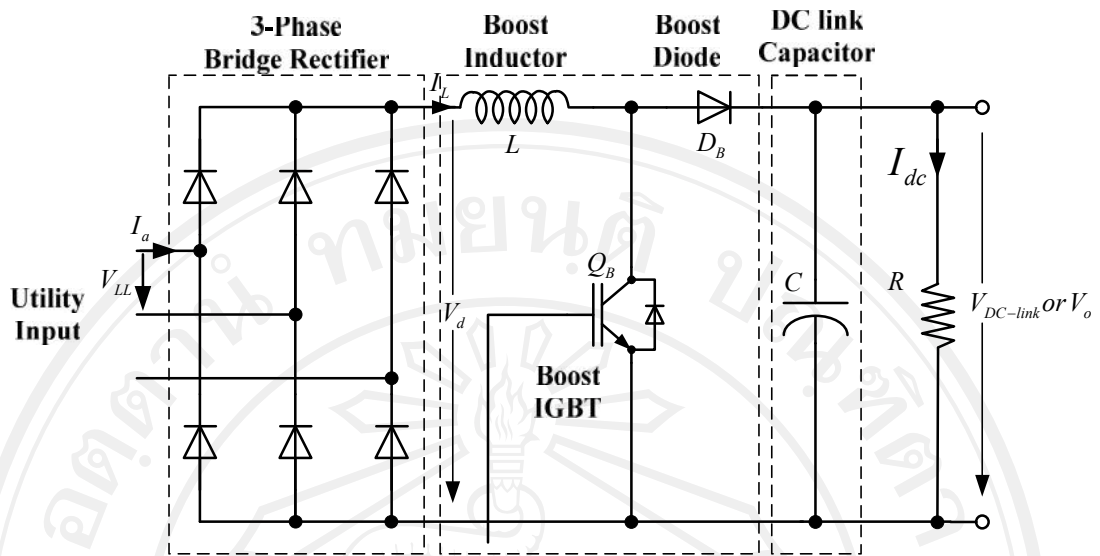 3-Phase
Bridge Rectifier
Boost
Inductor
Boost
Diode
DC link
Capacitor
I_L
L
D_B
I_dc
I_a
V_LL
Utility
Input
V_d
Q_B
Boost
IGBT
C
R
V_DC-link or V_o